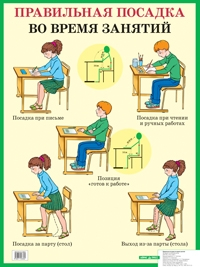 ПРАВИЛЬНАЯ ПОСАДКА
ВО ВРЕМЯ ЗАНЯТИЙ
Посадка при письме
Посадка при чтении
и ручных работах
Позиция
«готов к работе»
Посадка за парту (стол)
Выход из-за парты (стола)